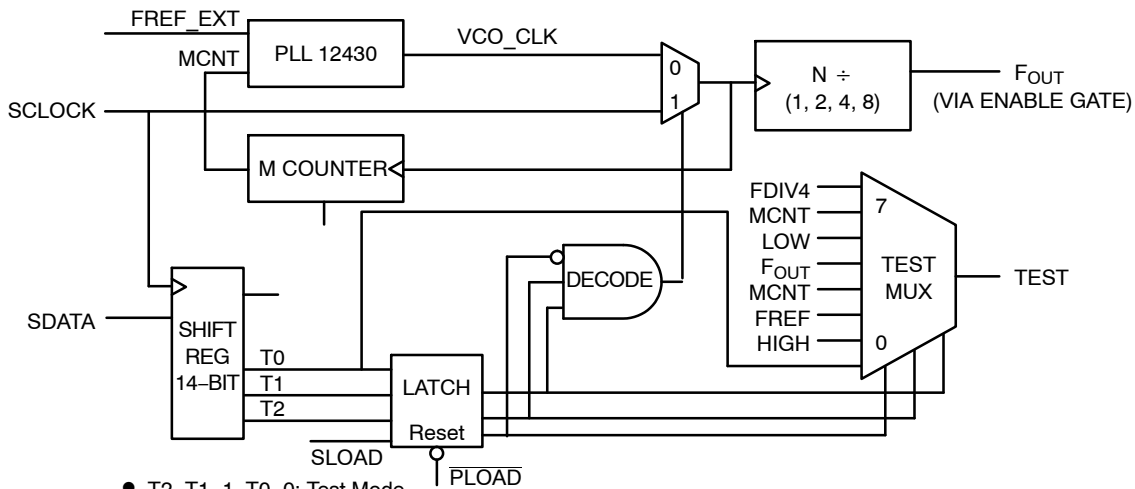 FREF_EXT
MCNT
SCLOCK
PLL 12430
VCO_CLK
0
1
N ÷
(1, 2, 4, 8)
FOUT
(VIA ENABLE GATE)
M COUNTER
SDATA
SHIFT
REG
14–BIT
T0
T1
T2
LATCH
Reset
SLOAD
PLOAD
DECODE
FDIV4
MCNT
LOW
FOUT
MCNT
FREF
HIGH
7
TEST
MUX
0
TEST